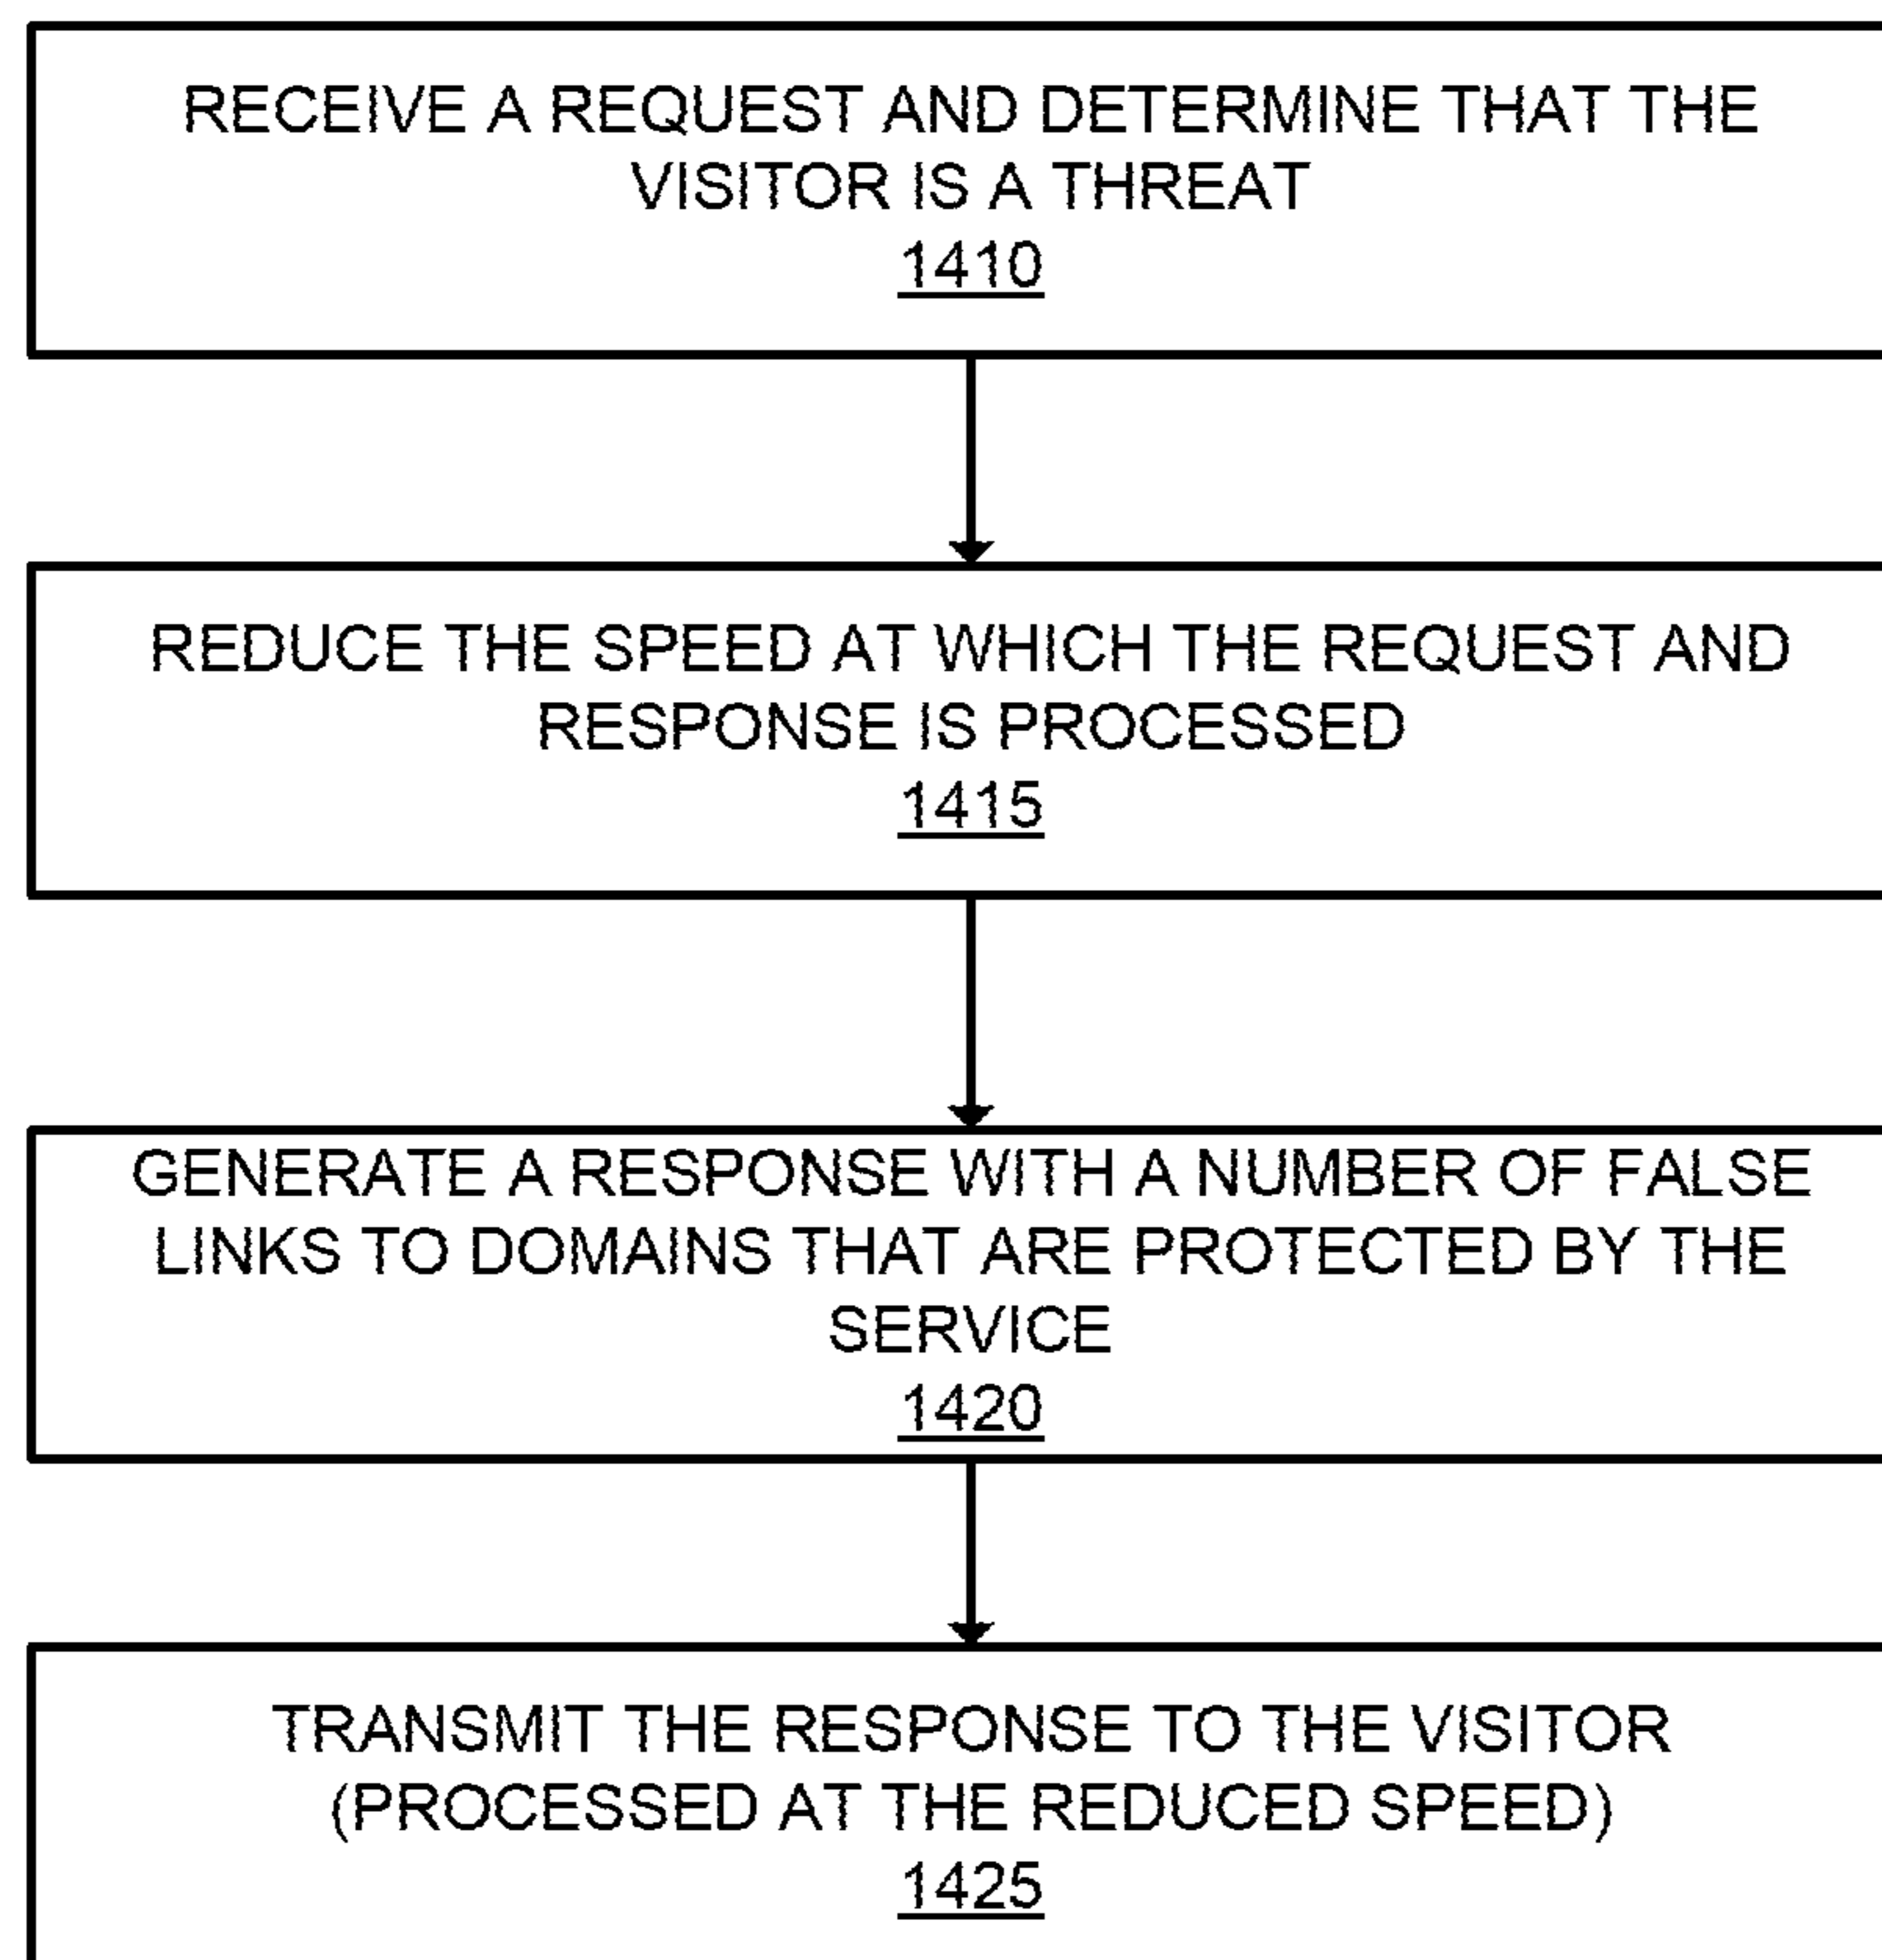 RECEIVE A REQUEST AND DETERMINE THAT THE
VISITOR IS A THREAT
1410
REDUCE THE SPEED AT WHICH THE REQUEST AND
RESPONSE IS PROCESSED
1415
GENERATE A RESPONSE WITH A NUMBER OF FALSE
LINKS TO DOMAINS THAT ARE PROTECTED BY THE
SERVICE
1420
TRANSMIT THE RESPONSE TO THE VISITOR
(PROCESSED AT THE REDUCED SPEED)
1425